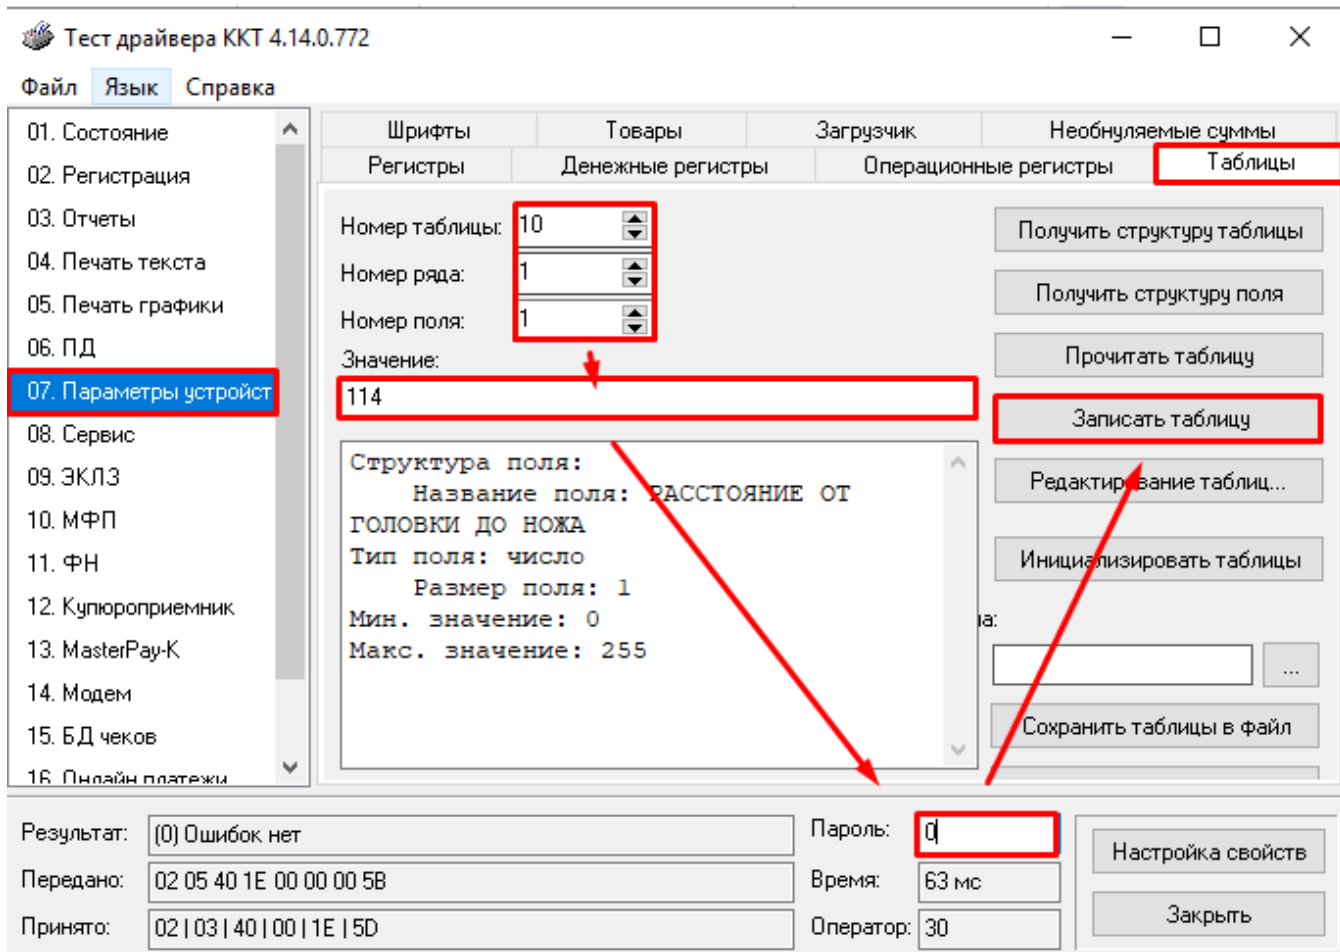 Тест драйвера ККТ 4.14.0.772
Файл Язык Справка
01. Состояние
02. Регистрация
03. Отчеты
04. Печать текста
05. Печать графики
06. ПД
07. Параметры устройст
08. Сервис
09. ЭКЛЗ
10. МФП
11. ФН
12. Купюроприемник
13. MasterPay-K
14. Модем
15. БД чеков
16. Онлайн платежи
Шрифты Товары Загрузчик Необнуляемые суммы
Регистры Денежные регистры Операционные регистры Таблицы
Номер таблицы: 10
Номер ряда: 1
Номер поля: 1
Значение:
114
Структура поля:
Название поля: РАССТОЯНИЕ ОТ
ГОЛОВКИ ДО НОЖА
Тип поля: число
Размер поля: 1
Мин. значение: 0
Макс. значение: 255
Получить структуру таблицы
Получить структуру поля
Прочитать таблицу
Записать таблицу
Редактирование таблиц...
Инициализировать таблицы
на:
...
Сохранить таблицы в файл
Результат: (0) Ошибок нет
Передано: 02 05 40 1E 00 00 00 5B
Принято: 02 | 03 | 40 | 00 | 1E | 5D
Пароль: 0
Время: 63 мс
Оператор: 30
Настройка свойств
Закрыть